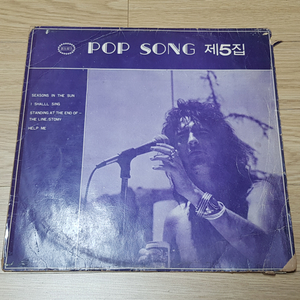 POP SONG 제5집
SEASONS IN THE SUN
I SHALLL SING
STANDING AT THE END OF -
THE LINE/STORY
HELP ME